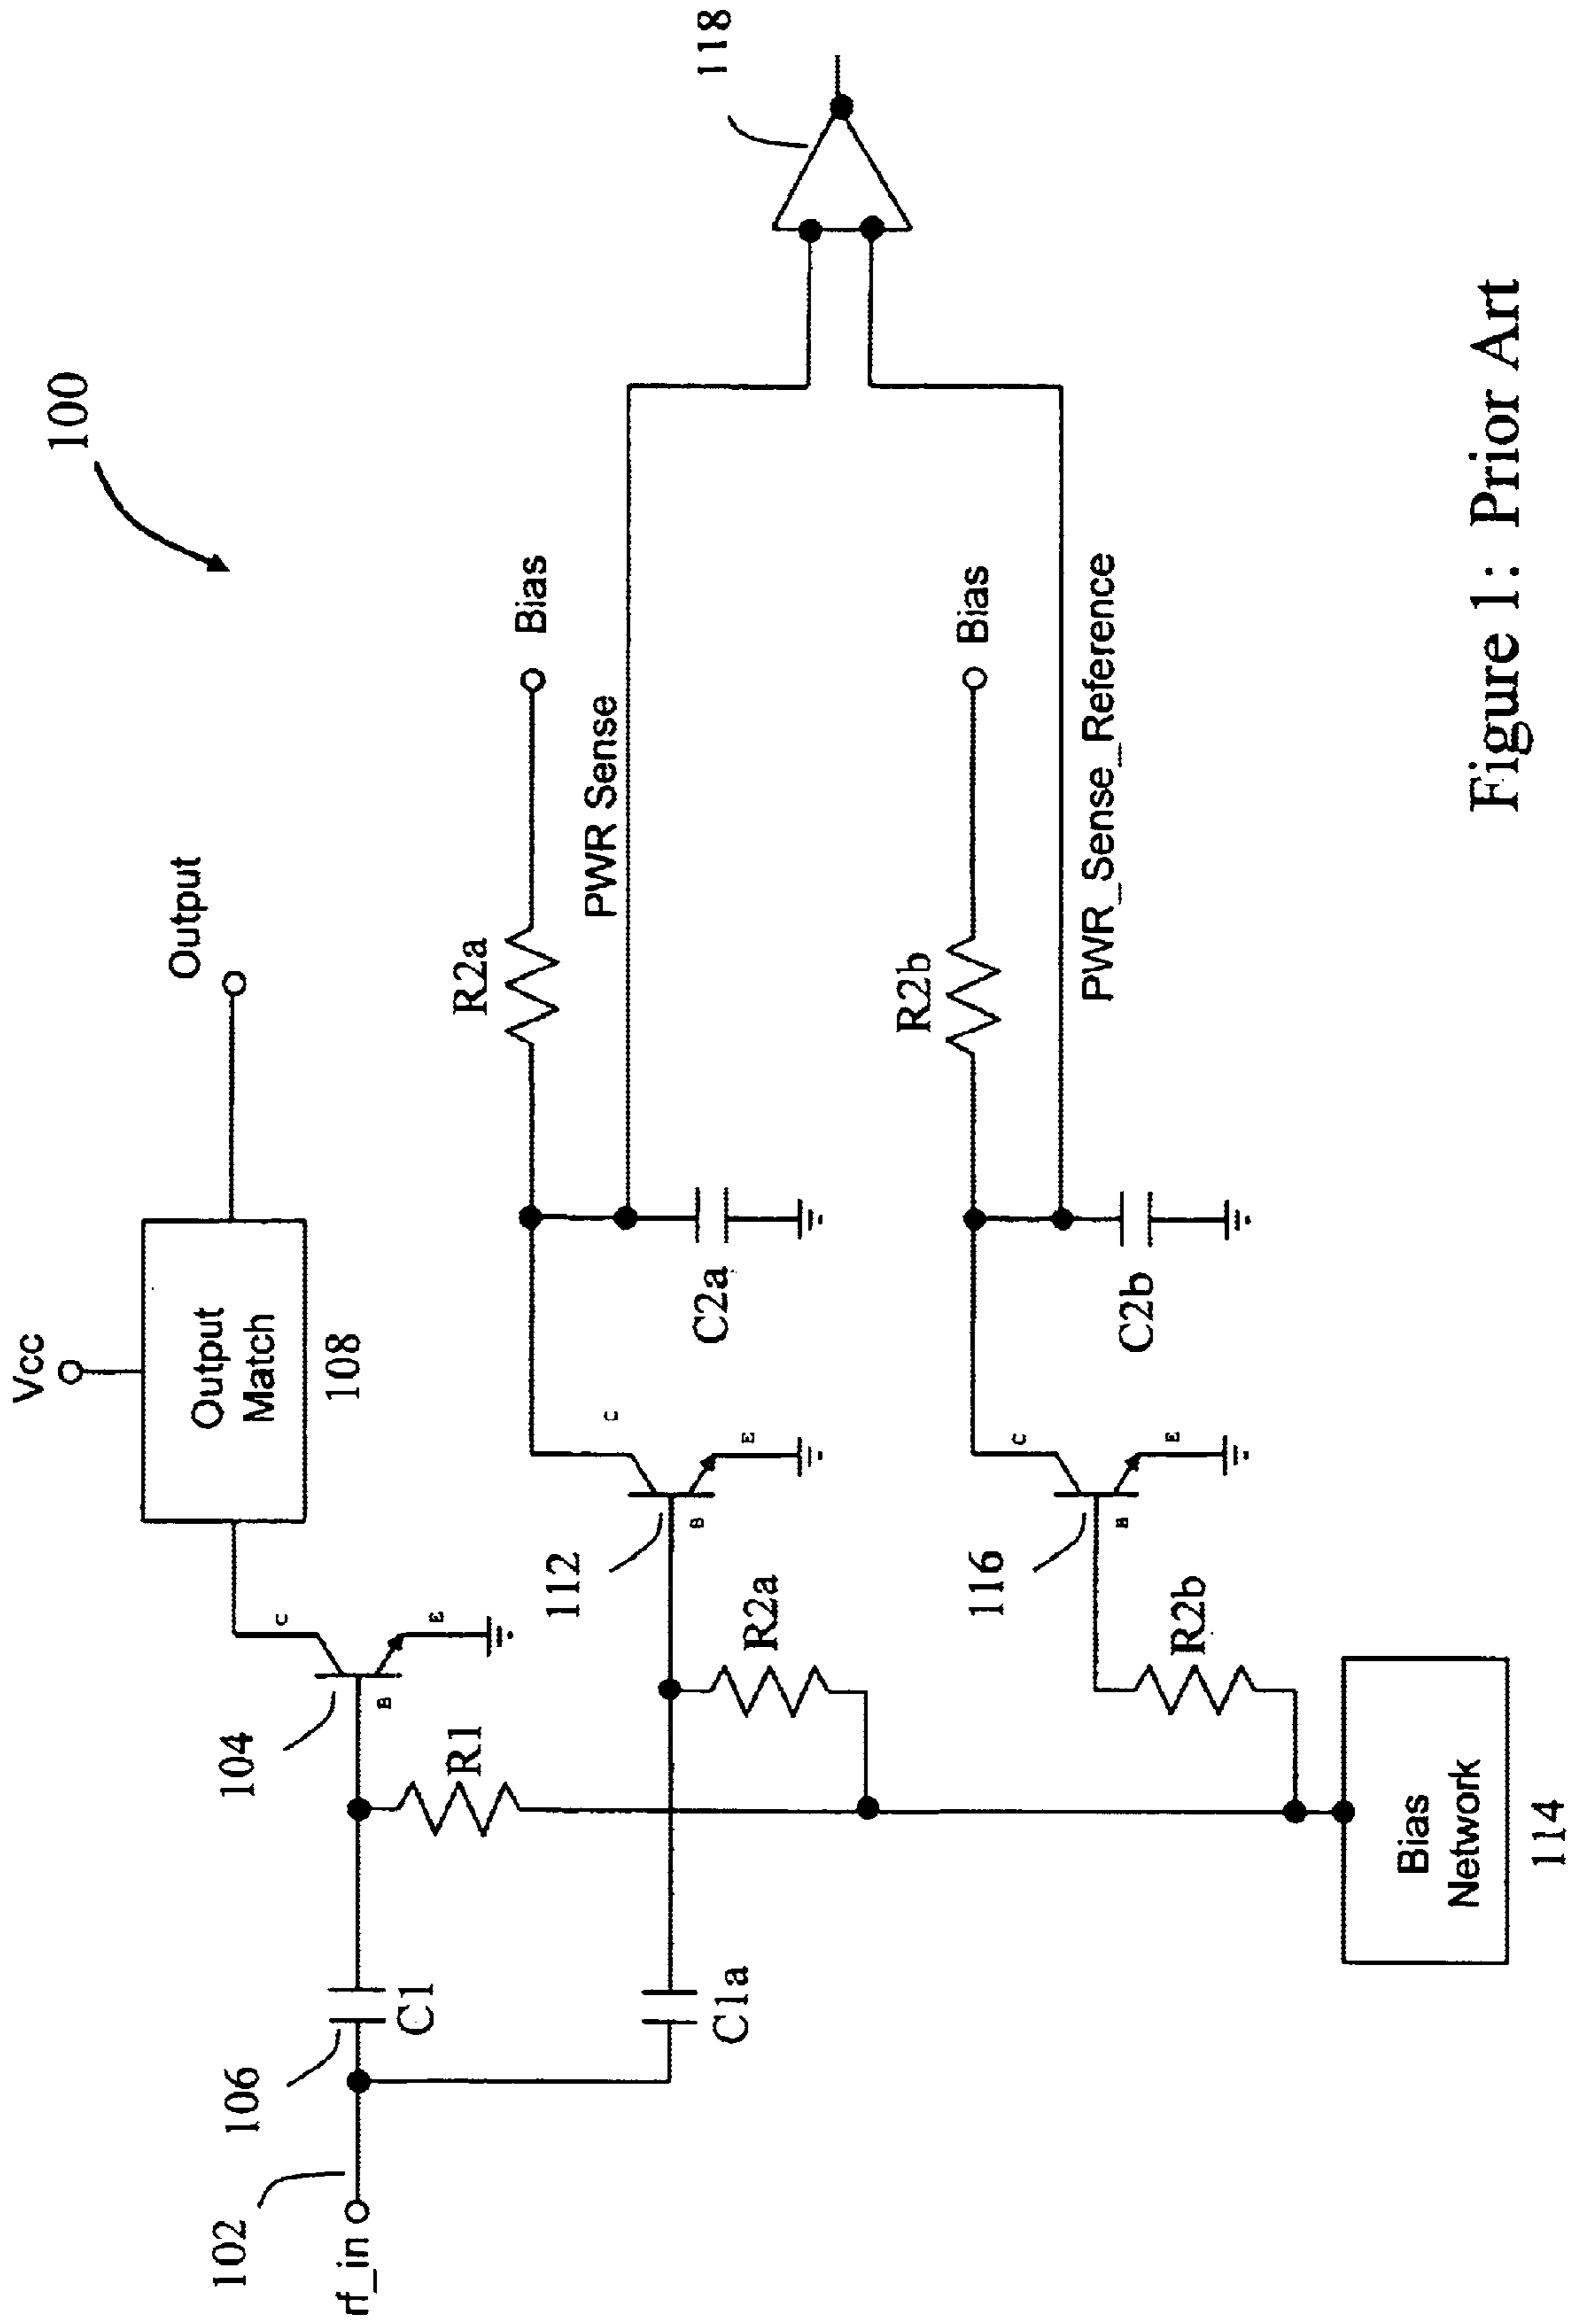 100
Vcc
Output
Output
Match
108
118
104
C
B
E
102
rf_in
106
C1
R1
R2a
Bias
PWR Sense
112
C
B
E
C2a
C1a
R2a
R2b
Bias
PWR_Sense_Reference
116
C
B
E
C2b
R2b
Bias
Network
114
Figure 1: Prior Art